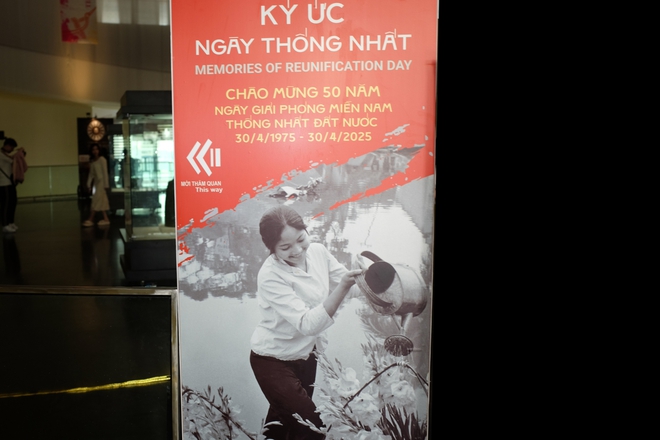 KÝ ỨC
NGÀY THỐNG NHẤT
MEMORIES OF REUNIFICATION DAY
CHÀO MỪNG 50 NĂM
NGÀY GIẢI PHÓNG MIỀN NAM
THỐNG NHẤT ĐẤT NƯỚC
30/4/1975 - 30/4/2025
MỜI THĂM QUAN
This way